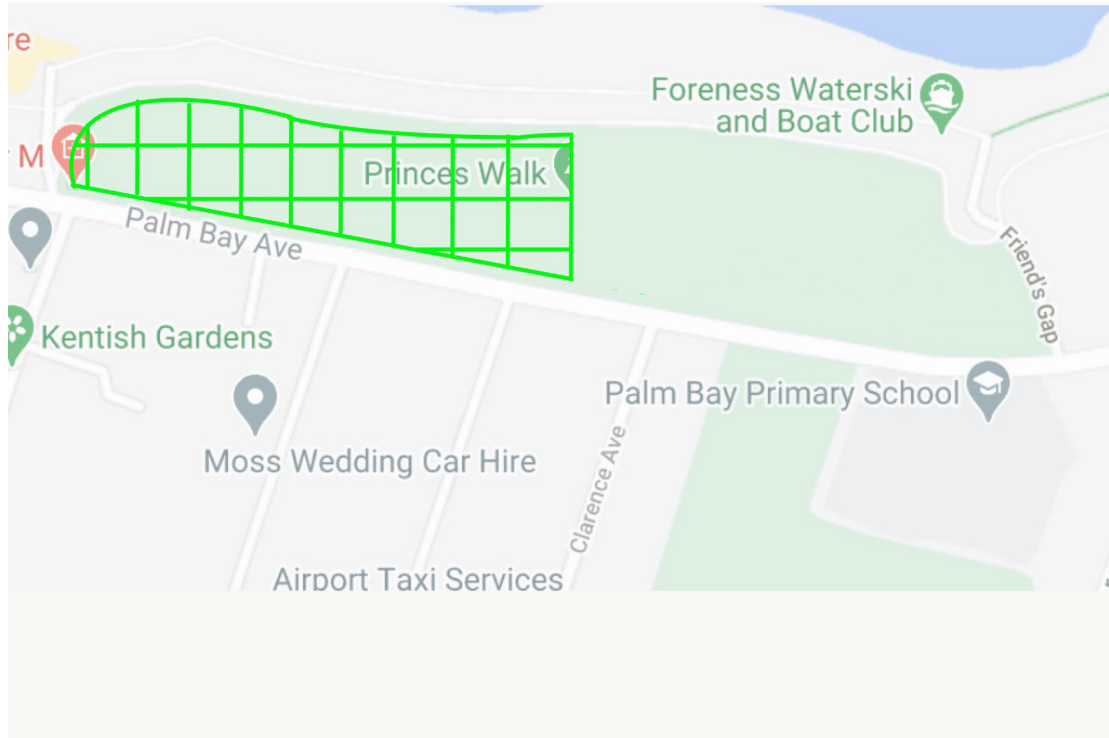 re
Foreness Waterski
and Boat Club
M
Princes Walk
Palm Bay Ave
Friend's Gap
Kentish Gardens
Palm Bay Primary School
Moss Wedding Car Hire
Clarence Ave
Airport Taxi Services